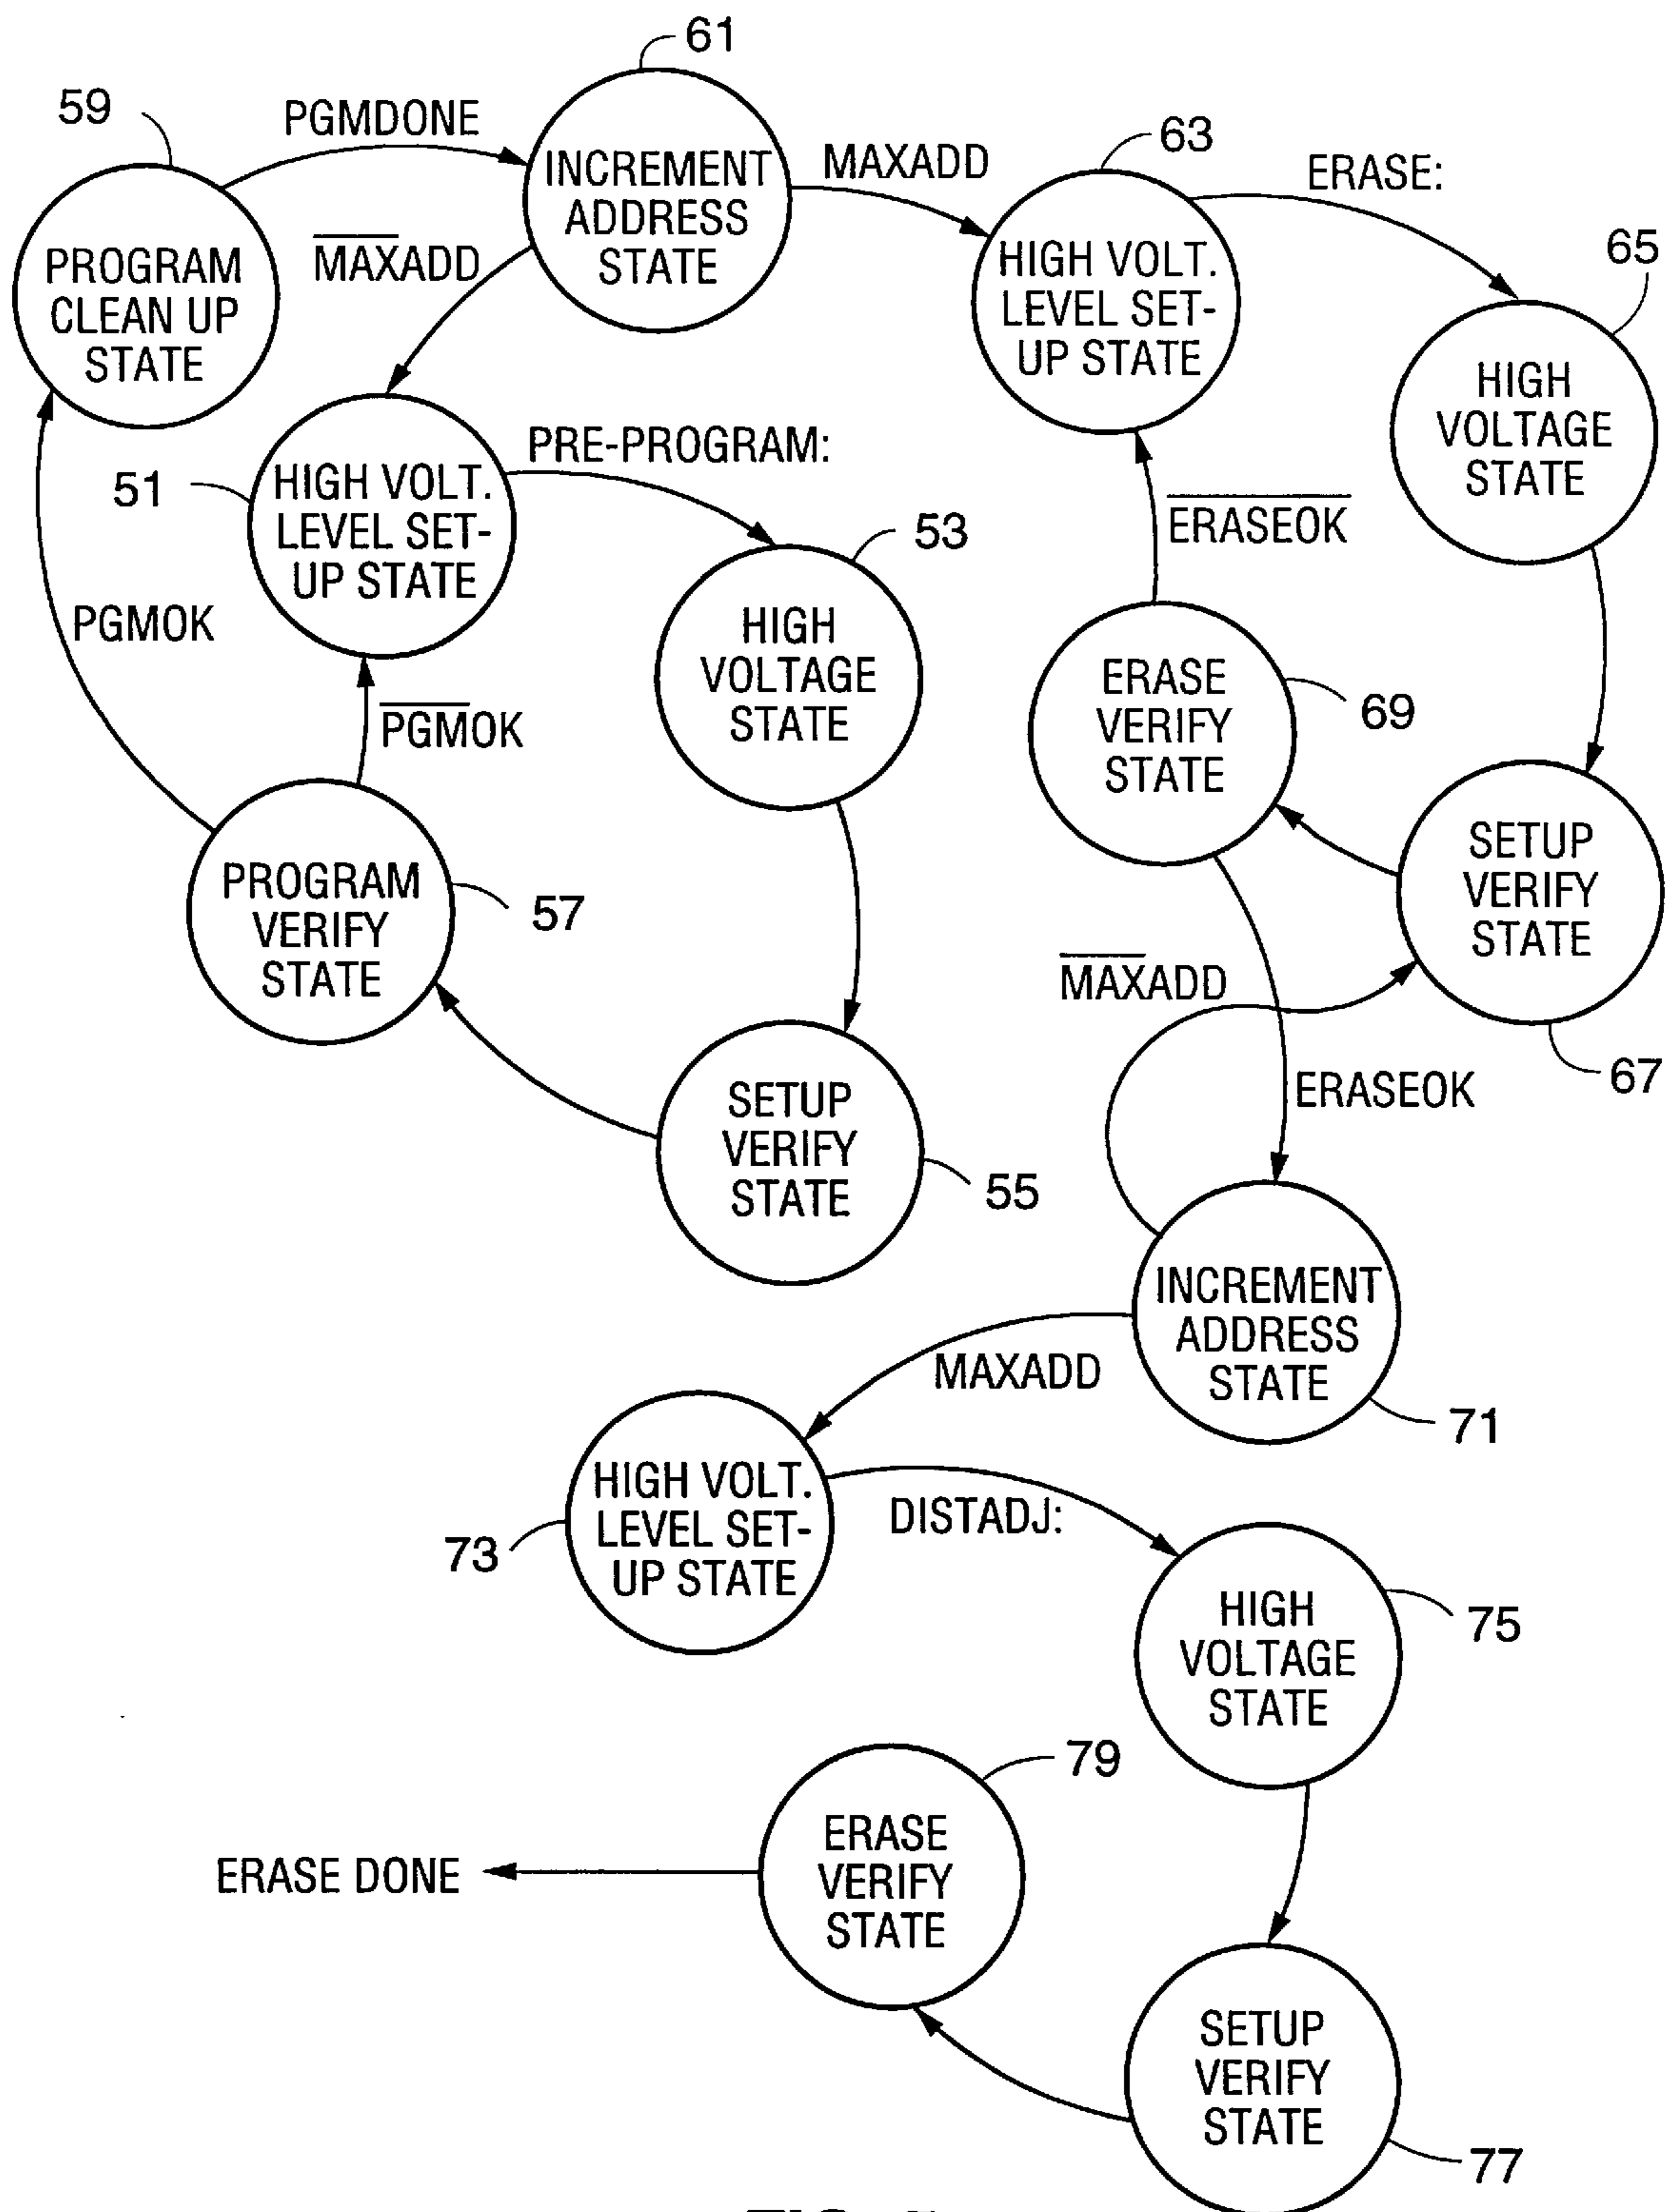 61
59
PGMDONE
INCREMENT
ADDRESS
STATE
MAXADD
63
ERASE:
PROGRAM
CLEAN UP
STATE
M̅A̅X̅ADD
HIGH VOLT.
LEVEL SET-
UP STATE
65
HIGH
VOLTAGE
STATE
51
HIGH VOLT.
LEVEL SET-
UP STATE
PRE-PROGRAM:
53
E̅R̅A̅S̅E̅O̅K̅
PGMOK
HIGH
VOLTAGE
STATE
P̅G̅M̅OK
ERASE
VERIFY
STATE
69
PROGRAM
VERIFY
STATE
57
SETUP
VERIFY
STATE
67
M̅A̅X̅ADD
ERASEOK
SETUP
VERIFY
STATE
55
INCREMENT
ADDRESS
STATE
71
MAXADD
HIGH VOLT.
LEVEL SET-
UP STATE
73
DISTADJ:
HIGH
VOLTAGE
STATE
75
79
ERASE
VERIFY
STATE
ERASE DONE
SETUP
VERIFY
STATE
77